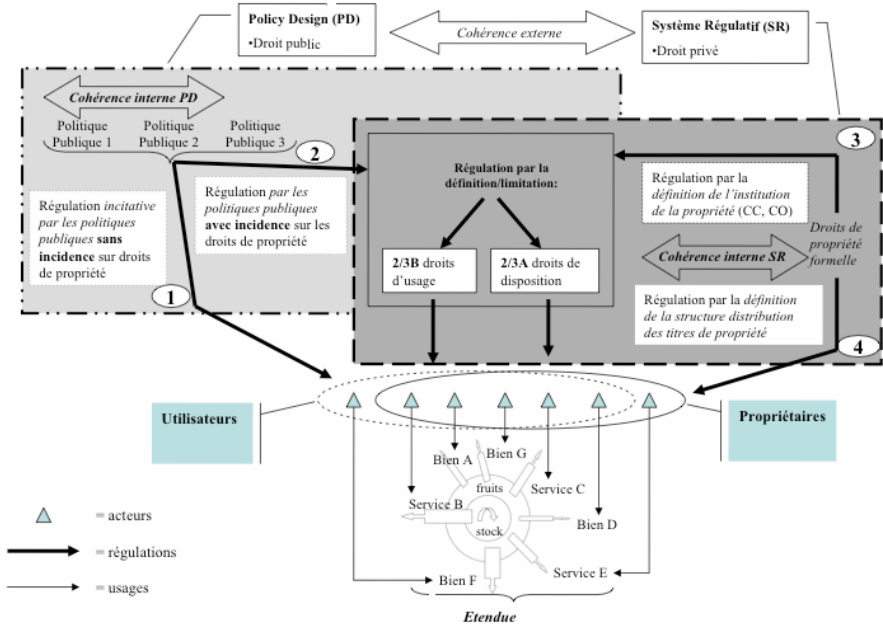 Policy Design (PD)
•Droit public
Cohérence externe
Système Régulatif (SR)
•Droit privé
Cohérence interne PD
Politique
Publique 1
Politique
Publique 2
Politique
Publique 3
2
3
Régulation incitative
par les politiques
publiques sans
incidence sur droits
de propriété
Régulation par les
politiques publiques
avec incidence sur les
droits de propriété
Régulation par la
définition/limitation:
2/3B droits
d'usage
2/3A droits de
disposition
Régulation par la
définition de l'institution
de la propriété (CC, CO)
Droits de
propriété
formelle
Cohérence interne SR
Régulation par la définition
de la structure distribution
des titres de propriété
1
4
Utilisateurs
Propriétaires
Bien A
Bien G
fruits
Service C
Service B
stock
Bien D
Bien F
Service E
Etendue
= acteurs
= régulations
= usages